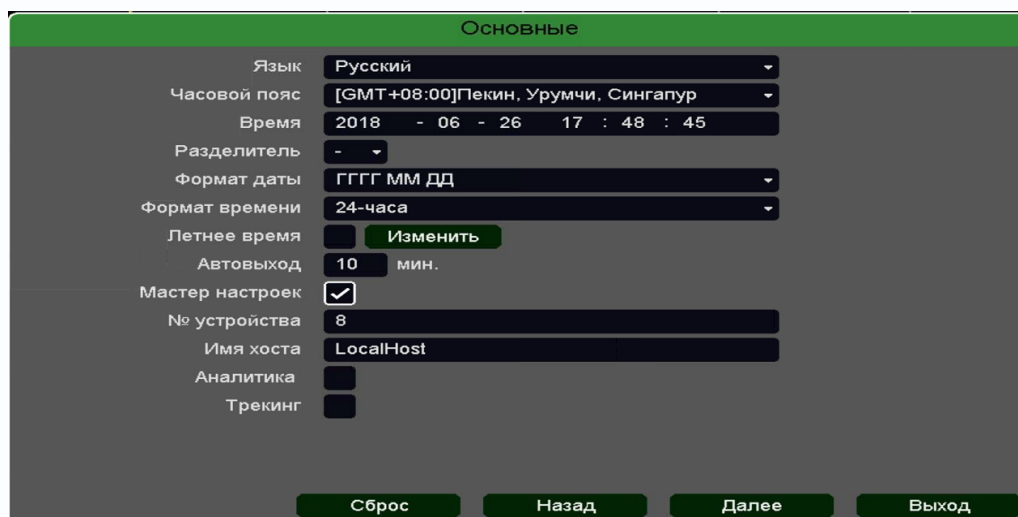 Основные
Язык Русский
Часовой пояс [GMT+08:00]Пекин, Урумчи, Сингапур
Время 2018 - 06 - 26 17 : 48 : 45
Разделитель -
Формат даты ГГГГ ММ ДД
Формат времени 24-часа
Летнее время Изменить
Автовыход 10 мин.
Мастер настроек
№ устройства 8
Имя хоста LocalHost
Аналитика
Трекинг
Сброс Назад Далее Выход